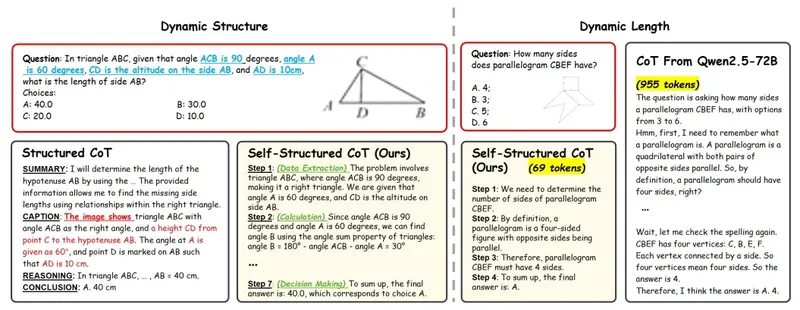 Dynamic Structure
Question: In triangle ABC, given that angle ACB is 90 degrees, angle A
is 60 degrees, CD is the altitude on the side AB, and AD is 10cm,
what is the length of side AB?
Choices:
A: 40.0 B: 30.0
C: 20.0 D: 10.0
C
A D B
Structured CoT
SUMMARY: I will determine the length of the
hypotenuse AB by using the ... The provided
information allows me to find the missing side
lengths using relationships within the right triangle.
CAPTION: The image shows triangle ABC with
angle ACB as the right angle, and a height CD from
point C to the hypotenuse AB. The angle at A is
given as 60°, and point D is marked on AB such
that AD is 10 cm.
REASONING: In triangle ABC, ... , AB = 40 cm.
CONCLUSION: A. 40 cm
Self-Structured CoT (Ours)
Step 1: (Data Extraction) The problem involves
triangle ABC, where angle ACB is 90 degrees,
making it a right triangle. We are given that
angle A is 60 degrees, and CD is the altitude on
side AB.
Step 2: (Calculation) Since angle ACB is 90
degrees and angle A is 60 degrees, we can find
angle B using the angle sum property of triangles:
angle B = 180° - angle ACB - angle A = 30°
...
Step 7: (Decision Making) To sum up, the final
answer is: 40.0, which corresponds to choice A.
Dynamic Length
Question: How many sides
does parallelogram CBEF have?
A. 4;
B. 3;
C. 5;
D. 6
Self-Structured CoT
(Ours) (69 tokens)
Step 1: We need to determine the
number of sides of parallelogram
CBEF.
Step 2: By definition, a
parallelogram is a four-sided
figure with opposite sides being
parallel.
Step 3: Therefore, parallelogram
CBEF must have 4 sides.
Step 4: To sum up, the final
answer is: A.
CoT From Qwen2.5-72B
(955 tokens)
The question is asking how many sides
a parallelogram CBEF has, with options
from 3 to 6.
Hmm, first, I need to remember what
a parallelogram is. A parallelogram is a
quadrilateral with both pairs of
opposite sides parallel. So, by
definition, a parallelogram should have
four sides, right?
...
Wait, let me check the spelling again.
CBEF has four vertices: C, B, E, F.
Each vertex connected by a side. So
four vertices mean four sides. So the
answer is 4.
Therefore, I think the answer is A. 4.